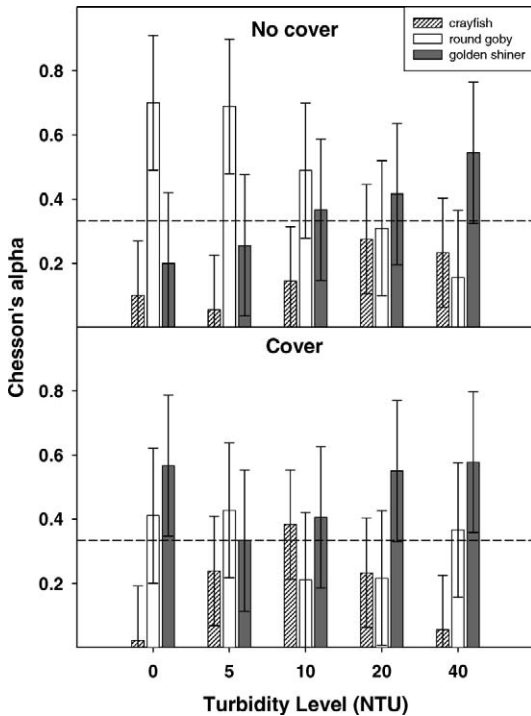 No cover
crayfish
round goby
golden shiner
0.8
0.6
0.4
0.2
Chesson's alpha
Cover
0.8
0.6
0.4
0.2
0 5 10 20 40
Turbidity Level (NTU)